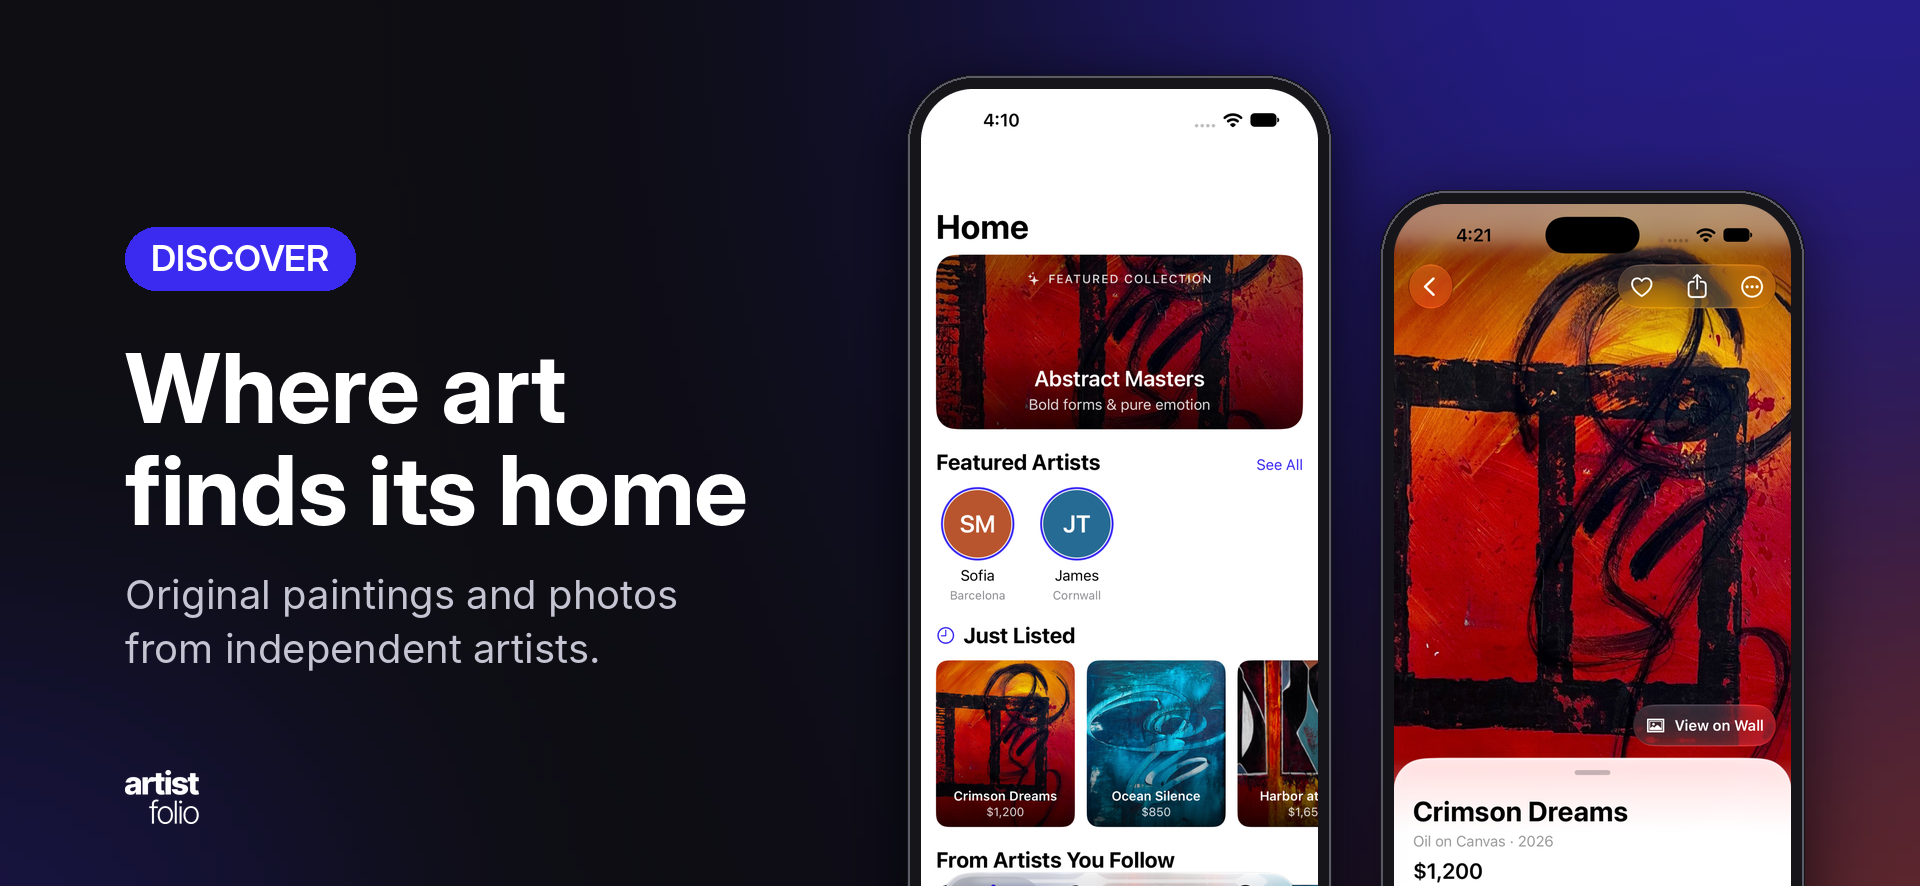 DISCOVER
Where art
finds its home
Original paintings and photos
from independent artists.
artist
folio
4:10
Home
FEATURED COLLECTION
Abstract Masters
Bold forms & pure emotion
Featured Artists
See All
SM
JT
Sofia
James
Barcelona
Cornwall
Just Listed
Crimson Dreams
Ocean Silence
Harbor at
$1,200
$850
$1,65
From Artists You Follow
4:21
View on Wall
Crimson Dreams
Oil on Canvas · 2026
$1,200